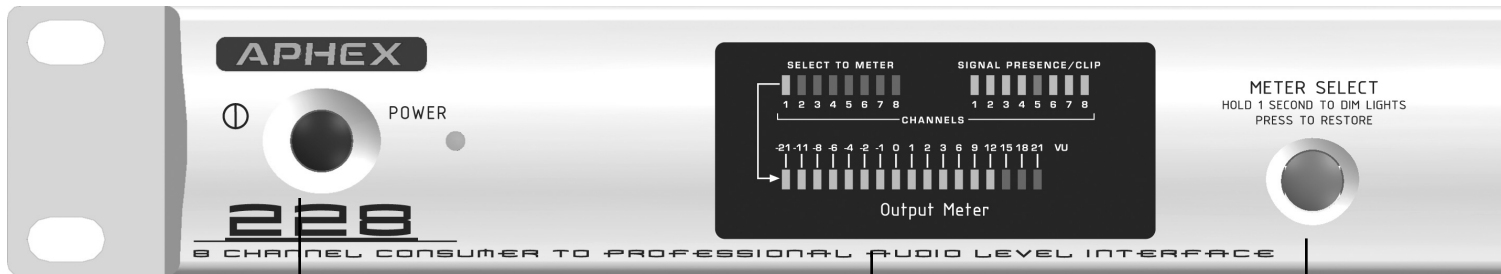 APHEX
POWER
228
8 CHANNEL CONSUMER TO PROFESSIONAL AUDIO LEVEL INTERFACE
SELECT TO METER
1 2 3 4 5 6 7 8
SIGNAL PRESENCE/CLIP
1 2 3 4 5 6 7 8
CHANNELS
-21 -11 -8 -6 -4 -2 -1 0 1 2 3 6 9 12 15 18 21 VU
Output Meter
METER SELECT
HOLD 1 SECOND TO DIM LIGHTS
PRESS TO RESTORE